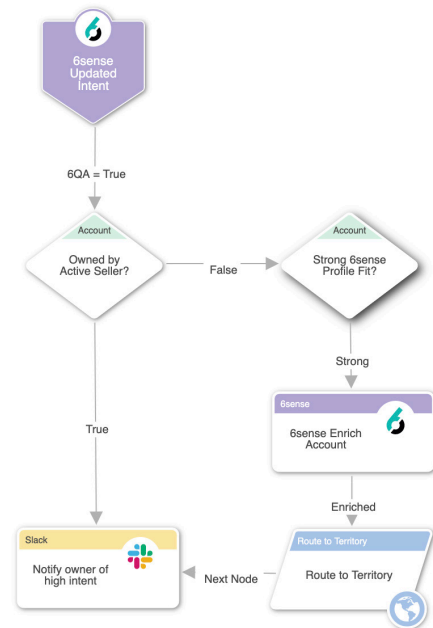 6sense
Updated
Intent
6QA = True
Account
Owned by
Active Seller?
False
Account
Strong 6sense
Profile Fit?
Strong
6sense
6sense Enrich
Account
True
Enriched
Slack
Notify owner of
high intent
Next Node
Route to Territory
Route to Territory